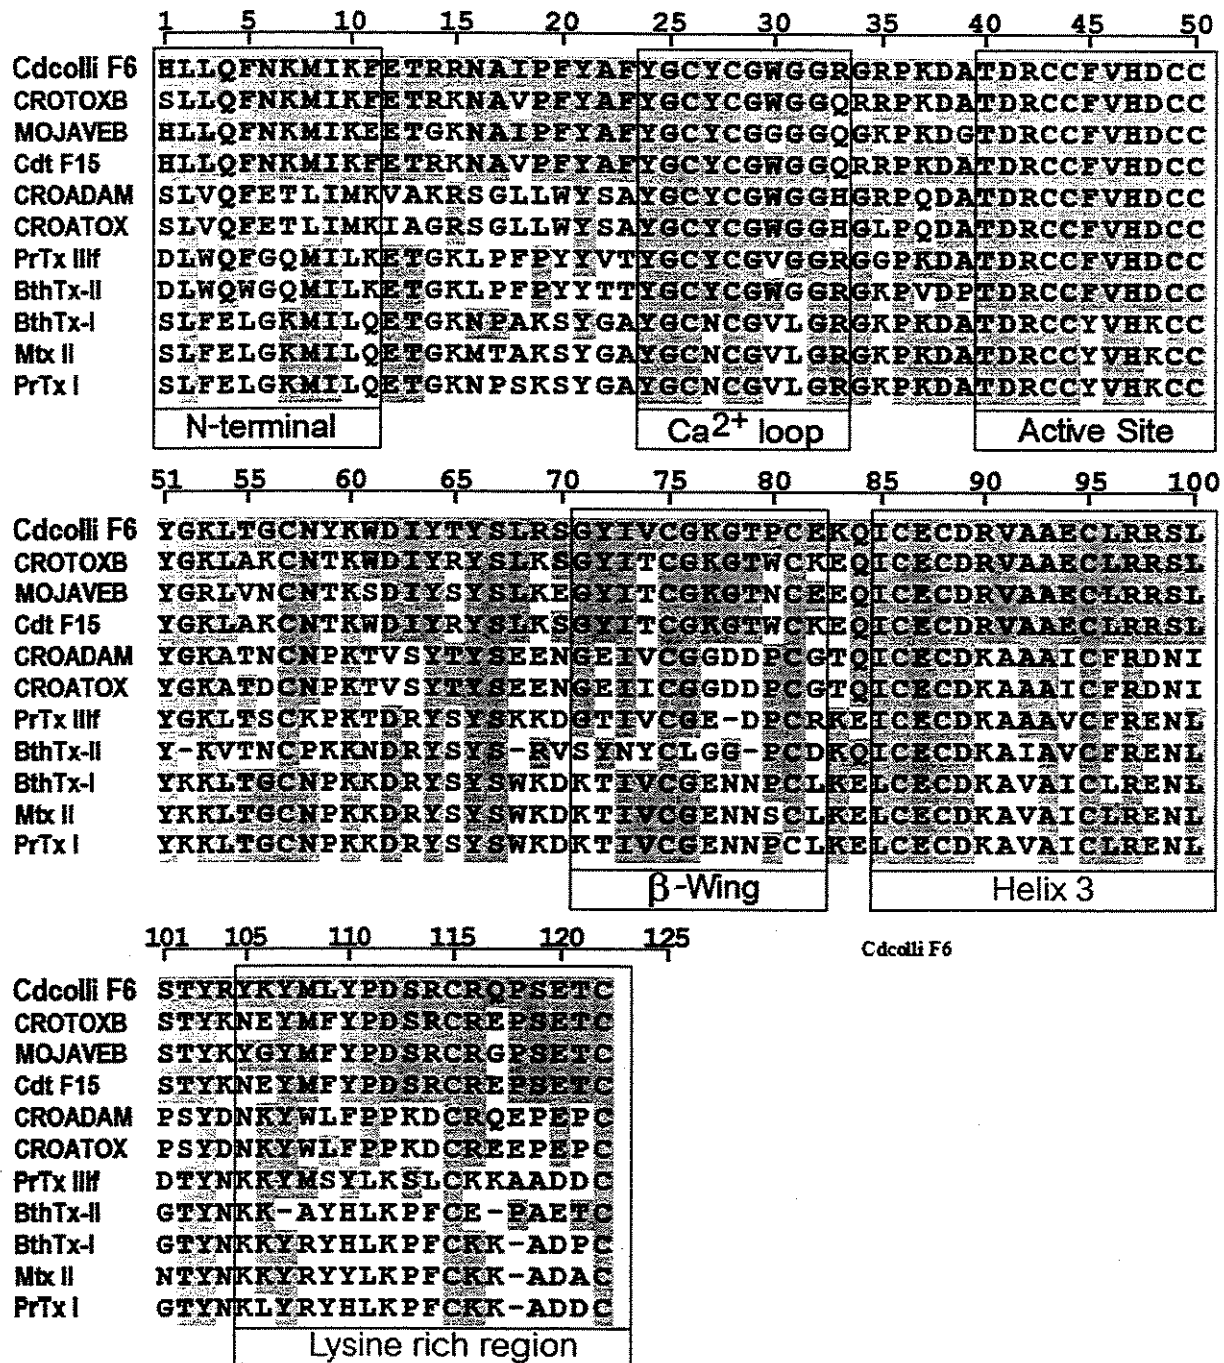 1 5 10 15 20 25 30 35 40 45 50
Cdcolli F6 HLLQFNKMIKFETRRNAIPFYAFYGCYCGWGGRGRPKDATDRCCFVHDCC
CROTOXB SLLQFNKMIKFETRKNAVPFYAFYGCYCGWGGQRRPKDATDRCCFVHDCC
MOJAVEB HLLQFNKMIKEETGKNAIPFYAFYGCYCGGGGQGKPKDGTDRCCFVHDCC
Cdt F15 HLLQFNKMIKFETRKNAVPFYAFYGCYCGWGGQRRPKDATDRCCFVHDCC
CROADAM SLVQFETLIMKVAKRSGLLWYSAYGCYCGWGGHGRPQDATDRCCFVHDCC
CROATOX SLVQFETLIMKIAGRSGLLWYSAYGCYCGWGGHGLPQDATDRCCFVHDCC
PrTx IIIf DLWQFGQMILKETGKLPFPYYVTYGCYCGVGGRGGPKDATDRCCFVHDCC
BthTx-II DLWQWGQMILKETGKLPFPYYTTYGCYCGWGGRGKPVDPTDRCCFVHDCC
BthTx-I SLFELGKMILQETGKNPAKSYGAYGCNCGVLGRGKPKDATDRCCYVHKCC
Mtx II SLFELGKMILQETGKMTAKSYGAYGCNCGVLGRGKPKDATDRCCYVHKCC
PrTx I SLFELGKMILQETGKNPSKSYGAYGCNCGVLGRGKPKDATDRCCYVHKCC
N-terminal Ca2+ loop Active Site
51 55 60 65 70 75 80 85 90 95 100
Cdcolli F6 YGKLTGCNYKWDIYTYSLRSGYIVCGKGTPCEKQICECDRVAAECLRRSL
CROTOXB YGKLAKCNTKWDIYRYSLKSGYITCGKGTWCKEQICECDRVAAECLRRSL
MOJAVEB YGRLVNCNTKSDIYSYSLKEGYITCGKGTNCEEQICECDRVAAECLRRSL
Cdt F15 YGKLAKCNTKWDIYRYSLKSGYITCGKGTWCKEQICECDRVAAECLRRSL
CROADAM YGKATNCNPKTVSYTYSEENGEIVCGGDDPCGTQICECDKAAAICFRDNI
CROATOX YGKATDCNPKTVSYTYSEENGEIICGGDDPCGTQICECDKAAAICFRDNI
PrTx IIIf YGKLTSCKPKTDRYSYSKKDGTIVCGE-DPCRKEICECDKAAAVCFRENL
BthTx-II Y-KVTNCPKKNDRYSYS-RVSYNYCLGG-PCDKQICECDKAIAVCFRENL
BthTx-I YKKLTGCNPKKDRYSYSWKDKTIVCGENNPCLKELCECDKAVAICLRENL
Mtx II YKKLTGCNPKKDRYSYSWKDKTIVCGENNSCLKELCECDKAVAICLRENL
PrTx I YKKLTGCNPKKDRYSYSWKDKTIVCGENNPCLKELCECDKAVAICLRENL
β-Wing Helix 3
101 105 110 115 120 125
Cdcolli F6
Cdcolli F6 STYRYKYMLYPDSRCRQPSETC
CROTOXB STYKNEYMFYPDSRCREPSETC
MOJAVEB STYKYGYMFYPDSRCRGPSETC
Cdt F15 STYKNEYMFYPDSRCREPSETC
CROADAM PSYDNKYWLFPPKDCRQEPEPC
CROATOX PSYDNKYWLFPPKDCREEPEPC
PrTx IIIf DTYNKKYMSYLKSLCKKAADDC
BthTx-II GTYNKK-AYHLKPFCE-PAETC
BthTx-I GTYNKKYRYHLKPFCKK-ADPC
Mtx II NTYNKKYRYYLKPFCKK-ADAC
PrTx I GTYNKLYRYHLKPFCKK-ADDC
Lysine rich region